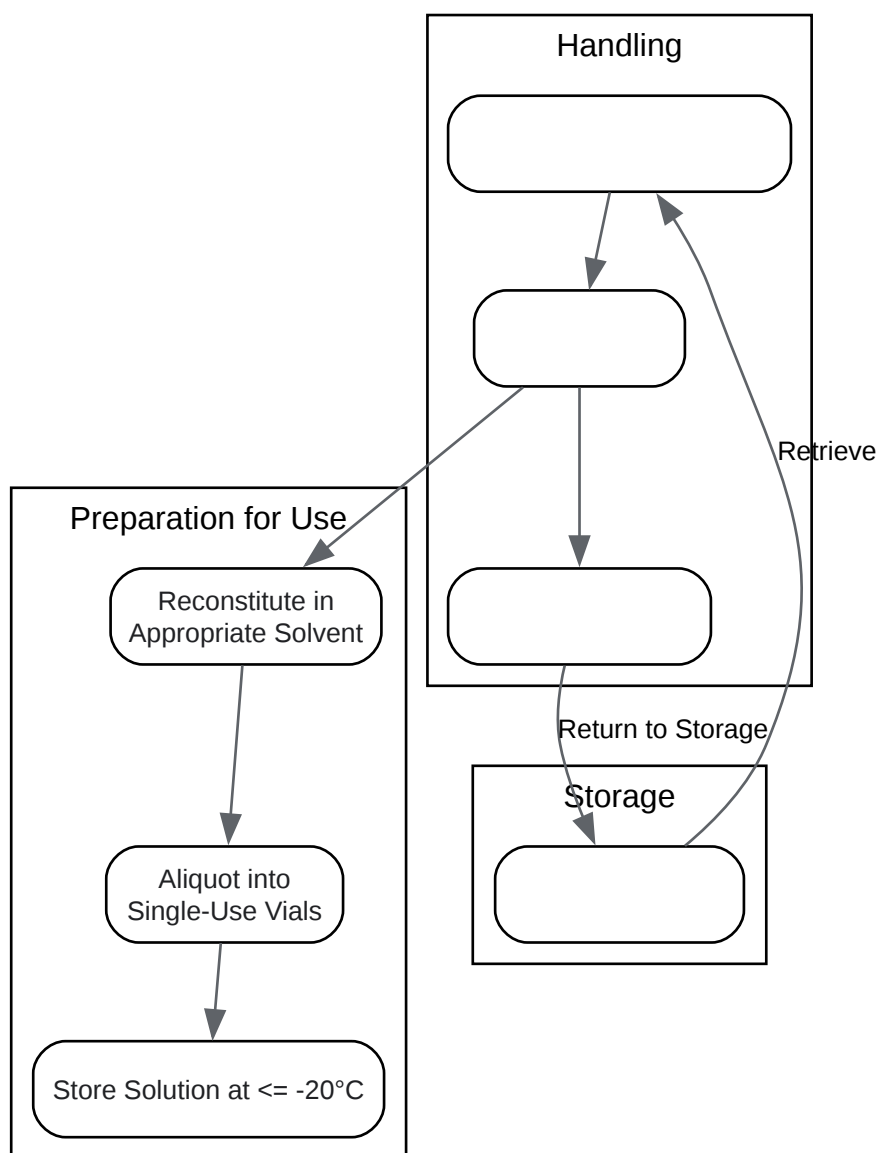 Handling
Retrieve
Preparation for Use
Reconstitute in
Appropriate Solvent
Return to Storage
Storage
Aliquot into
Single-Use Vials
Store Solution at <= -20°C